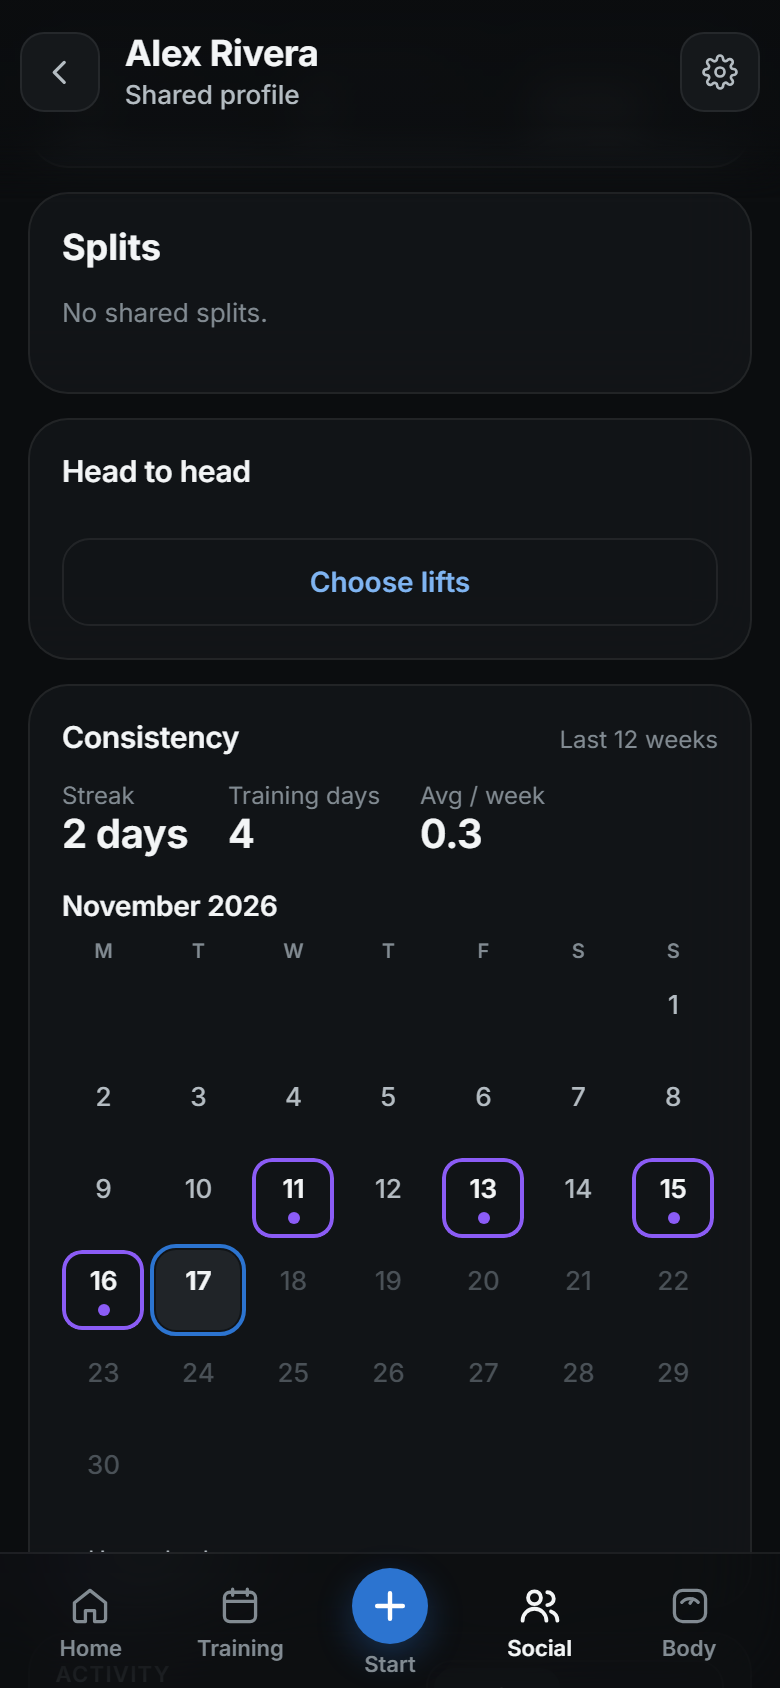 Alex Rivera
Shared profile
Splits
No shared splits.
Head to head
Choose lifts
Consistency
Last 12 weeks
Streak Training days Avg / week
2 days 4 0.3
November 2026
M T W T F S S
1
2 3 4 5 6 7 8
9 10 11 12 13 14 15
16 17 18 19 20 21 22
23 24 25 26 27 28 29
30
Home Training Start Social Body
ACTIVITY